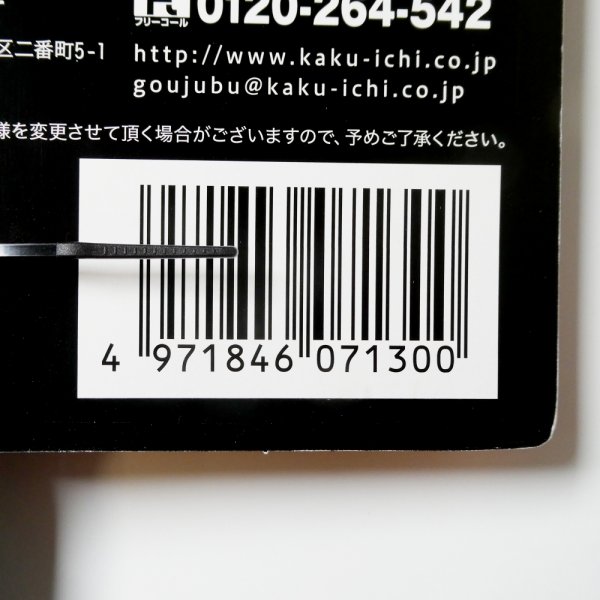 フリーコール 0120-264-542
区二番町5-1 http://www.kaku-ichi.co.jp
goujubu@kaku-ichi.co.jp
様を変更させて頂く場合がございますので、予めご了承ください。
4 971846 071300